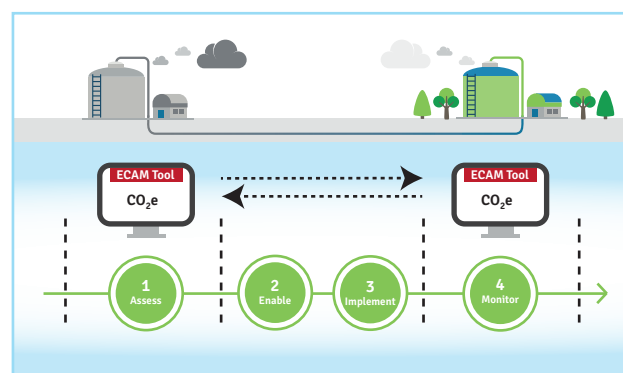 ECAM Tool
CO₂e
ECAM Tool
CO₂e
1
Assess
2
Enable
3
Implement
4
Monitor